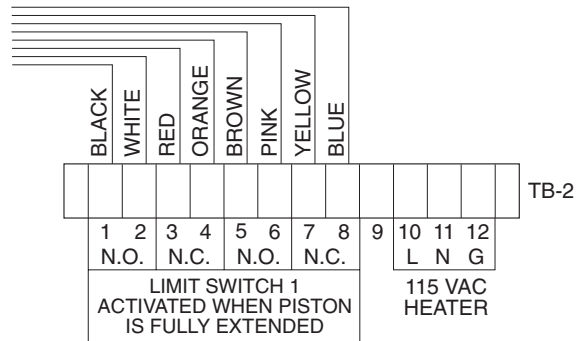 BLACK
WHITE
RED
ORANGE
BROWN
PINK
YELLOW
BLUE
TB-2
1 2 3 4 5 6 7 8 9 10 11 12
N.O. N.C. N.O. N.C. L N G
LIMIT SWITCH 1
ACTIVATED WHEN PISTON
IS FULLY EXTENDED
115 VAC
HEATER